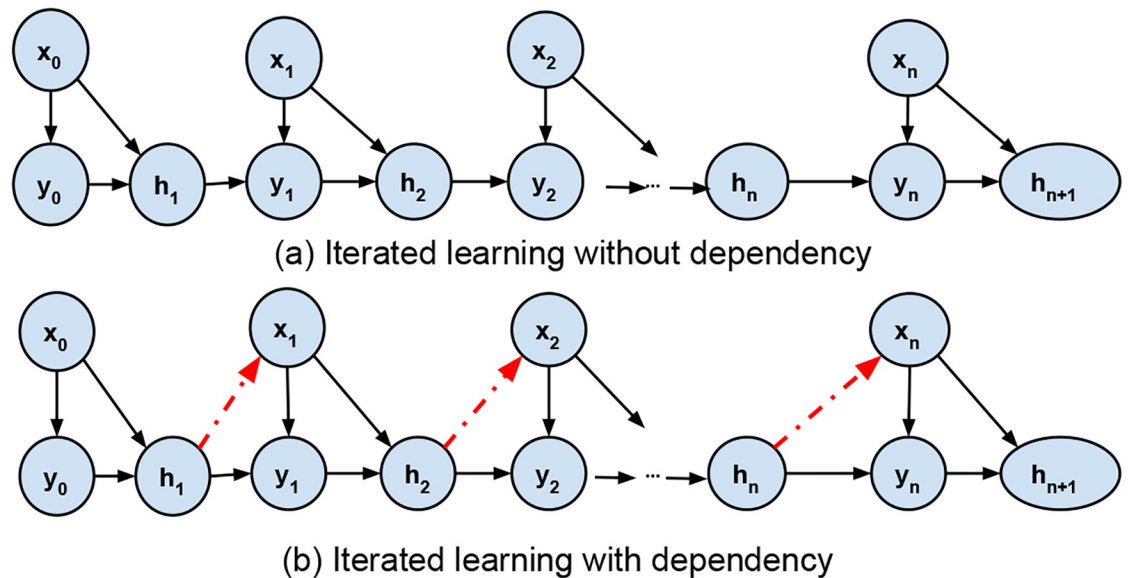 x₀ x₁ x₂ xₙ
y₀ h₁ y₁ h₂ y₂ ... hₙ yₙ hₙ₊₁
(a) Iterated learning without dependency
x₀ x₁ x₂ xₙ
y₀ h₁ y₁ h₂ y₂ ... hₙ yₙ hₙ₊₁
(b) Iterated learning with dependency